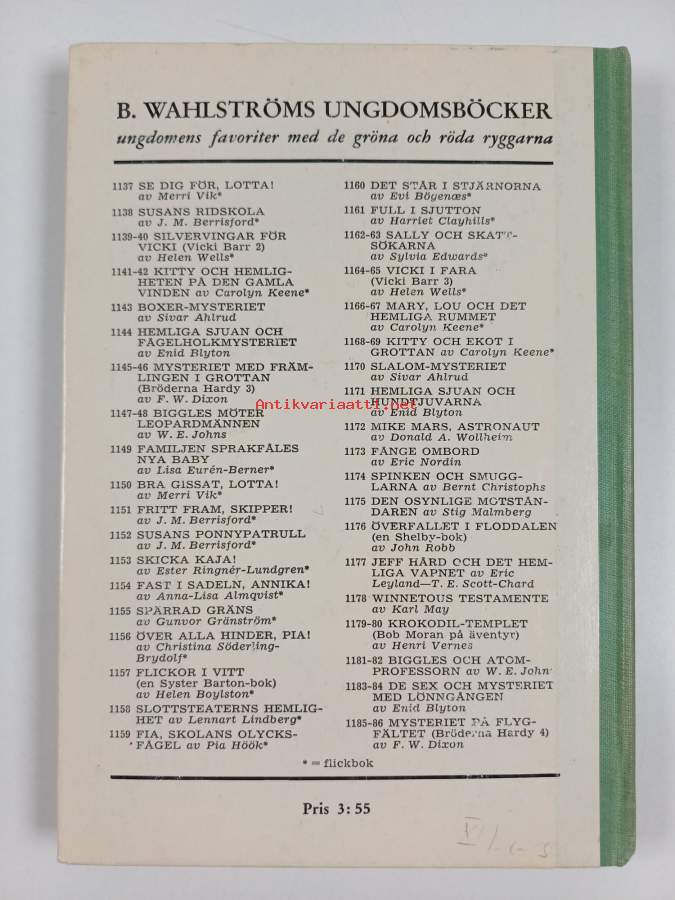 B. WAHLSTRÖMS UNGDOMSBÖCKER
ungdomens favoriter med de gröna och röda ryggarna
1137 SE DIG FÖR, LOTTA!
av Merri Vik*
1138 SUSANS RIDSKOLA
av J. M. Berrisford*
1139-40 SILVERVINGAR FÖR
VICKI (Vicki Barr 2)
av Helen Wells*
1141-42 KITTY OCH HEMLIG-
HETEN PÅ DEN GAMLA
VINDEN av Carolyn Keene*
1143 BOXER-MYSTERIET
av Sivar Ahlrud
1144 HEMLIGA SJUAN OCH
FÅGELHOLKMYSTERIET
av Enid Blyton
1145-46 MYSTERIET MED FRÄM-
LINGEN I GROTTAN
(Bröderna Hardy 3)
av F. W. Dixon
1147-48 BIGGLES MÖTER
LEOPARDMÄNNEN
av W. E. Johns
1149 FAMILJEN SPRAKFÅLES
NYA BABY
av Lisa Eurén-Berner*
1150 BRA GISSAT, LOTTA!
av Merri Vik*
1151 FRITT FRAM, SKIPPER!
av J. M. Berrisford*
1152 SUSANS PONNYPATRULL
av J. M. Berrisford*
1153 SKICKA KAJA!
av Ester Ringnér-Lundgren*
1154 FAST I SADELN, ANNIKA!
av Anna-Lisa Almqvist*
1155 SPÄRRAD GRÄNS
av Gunvor Gränström*
1156 ÖVER ALLA HINDER, PIA!
av Christina Söderling-
Brydolf*
1157 FLICKOR I VITT
(en Syster Barton-bok)
av Helen Boylston*
1158 SLOTTSTEATERNS HEMLIG-
HET av Lennart Lindberg*
1159 FIA, SKOLANS OLYCKS-
FÅGEL av Pia Höök*
1160 DET STÅR I STJÄRNORNA
av Evi Bögenæs*
1161 FULL I SJUTTON
av Harriet Clayhills*
1162-63 SALLY OCH SKATT-
SÖKARNA
av Sylvia Edwards*
1164-65 VICKI I FARA
(Vicki Barr 3)
av Helen Wells*
1166-67 MARY, LOU OCH DET
HEMLIGA RUMMET
av Carolyn Keene*
1168-69 KITTY OCH EKOT I
GROTTAN av Carolyn Keene*
1170 SLALOM-MYSTERIET
av Sivar Ahlrud
1171 HEMLIGA SJUAN OCH
HUNDTJUVARNA
av Enid Blyton
1172 MIKE MARS, ASTRONAUT
av Donald A. Wollheim
1173 FÅNGE OMBORD
av Eric Nordin
1174 SPINKEN OCH SMUGG-
LARNA av Bernt Christophs
1175 DEN OSYNLIGE MOTSTÅN-
DAREN av Stig Malmberg
1176 ÖVERFALLET I FLODDALEN
(en Shelby-bok)
av John Robb
1177 JEFF HÅRD OCH DET HEM-
LIGA VAPNET av Eric
Leyland—T. E. Scott-Chard
1178 WINNETOUS TESTAMENTE
av Karl May
1179-80 KROKODIL-TEMPLET
(Bob Moran på äventyr)
av Henri Vernes
1181-82 BIGGLES OCH ATOM-
PROFESSORN av W. E. John
1183-84 DE SEX OCH MYSTERIET
MED LÖNNGÅNGEN
av Enid Blyton
1185-86 MYSTERIET PÅ FLYG-
FÄLTET (Bröderna Hardy 4)
av F. W. Dixon
* = flickbok
Pris 3:55
Antikvariaatti.net